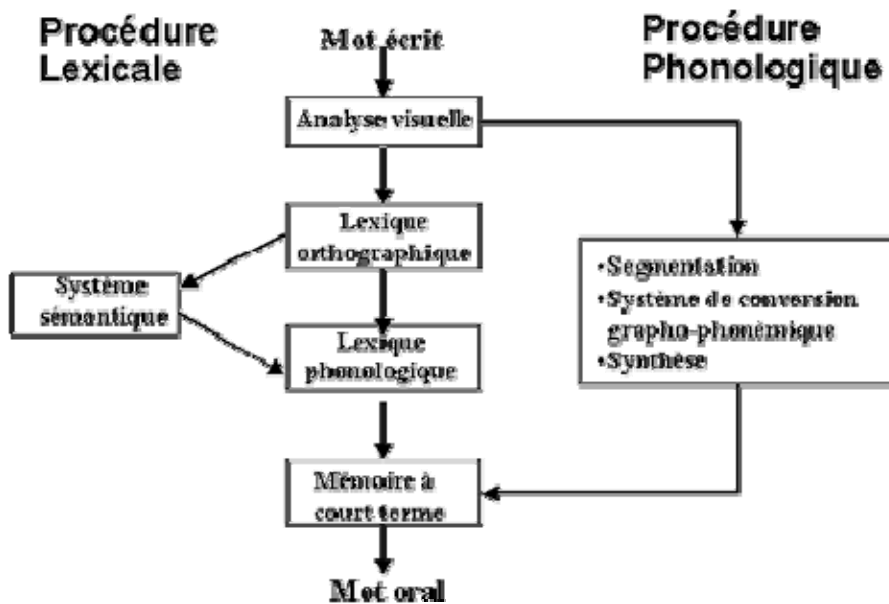 Procédure
Lexicale
Mot écrit
Procédure
Phonologique
Analyse visuelle
Lexique
orthographique
Système
sémantique
Lexique
phonologique
•Segmentation
•Système de conversion
grapho-phonémique
•Synthèse
Mémoire à
court terme
Mot oral